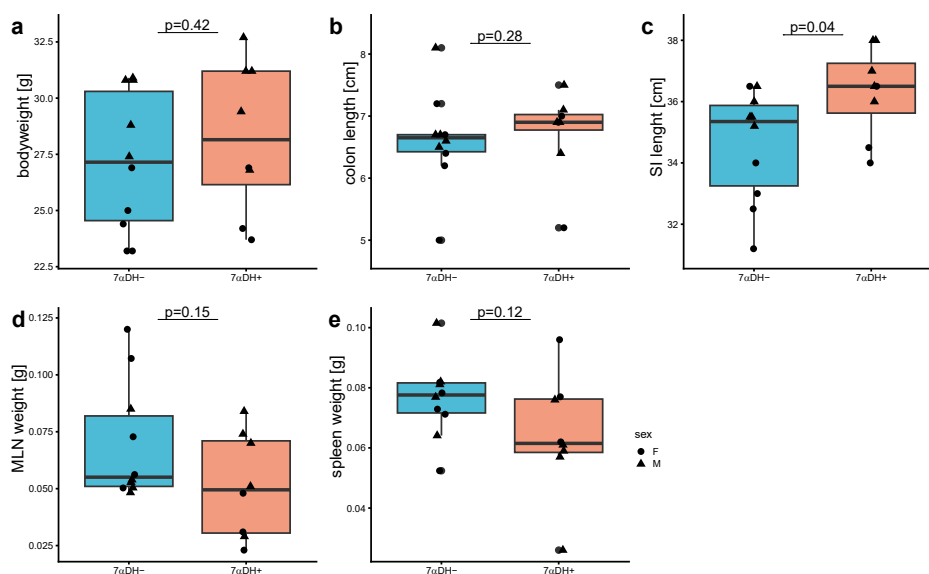 a
p=0.42
bodyweight [g]
32.5
30.0
27.5
25.0
22.5
7αDH−
7αDH+
b
p=0.28
colon length [cm]
8
7
6
5
7αDH−
7αDH+
c
p=0.04
SI lenght [cm]
38
36
34
32
7αDH−
7αDH+
d
p=0.15
MLN weight [g]
0.125
0.100
0.075
0.050
0.025
7αDH−
7αDH+
e
p=0.12
spleen weight [g]
0.10
0.08
0.06
0.04
7αDH−
7αDH+
sex
F
M